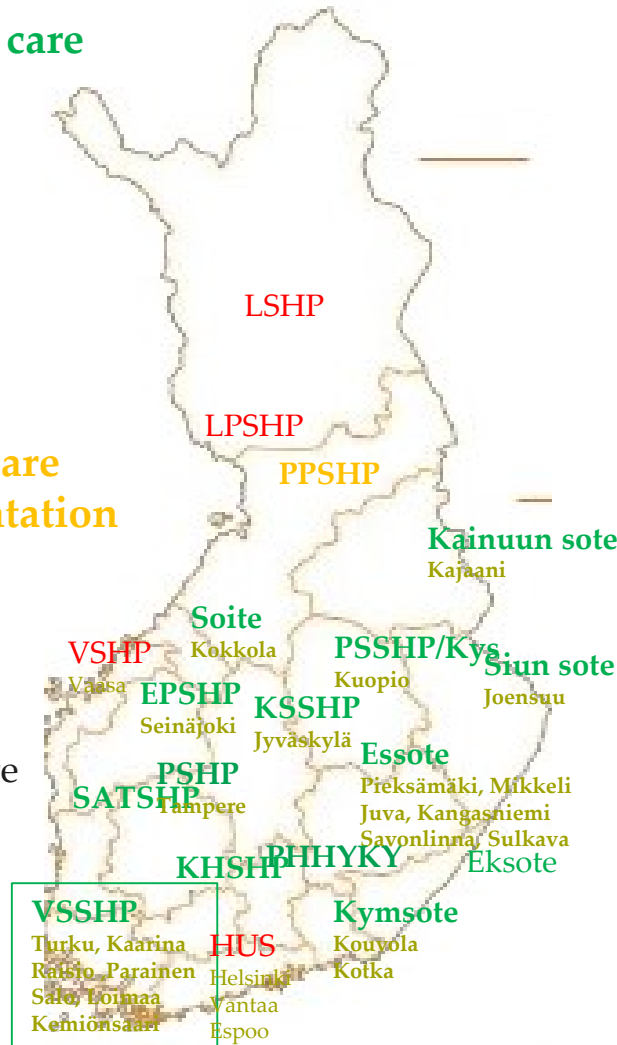 care
LSHP
LPSHP
are
PPSHP
ntation
Kainuun sote
Kajaani
Soite
Kokkola
VSHP
Vaasa
PSSHP/Kys
Kuopio
Siun sote
Joensuu
EPSHP
Seinäjoki
KSSHP
Jyväskylä
Essote
Pieksämäki, Mikkeli
Juva, Kangasniemi
Savonlinna, Sulkava
e
PSHP
Tampere
SATSHP
KHSHP
PHHYKY
Eksote
VSSHP
Turku, Kaarina
Raisio, Parainen
Salo, Loimaa
Kemiönsaari
HUS
Helsinki
Vantaa
Espoo
Kymsote
Kouvola
Kotka